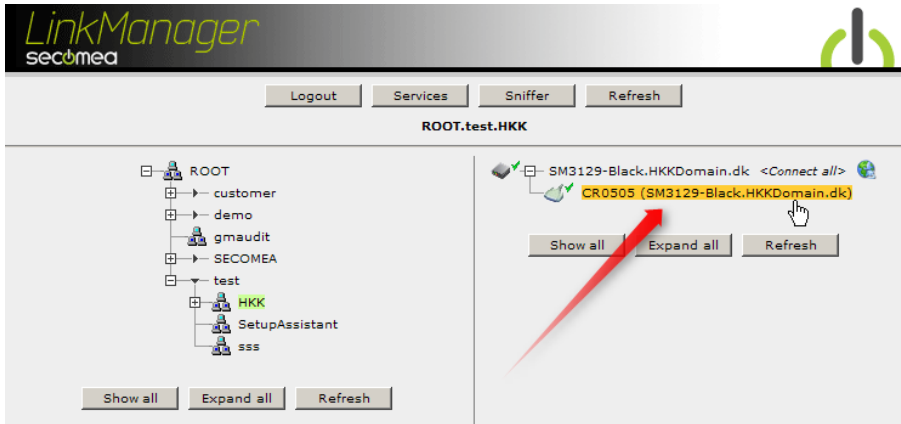 LinkManager
secomea
Logout Services Sniffer Refresh
ROOT.test.HKK
ROOT
customer
demo
gmaudit
SECOMEA
test
HKK
SetupAssistant
sss
Show all Expand all Refresh
SM3129-Black.HKKDomain.dk <Connect all>
CR0505 (SM3129-Black.HKKDomain.dk)
Show all Expand all Refresh